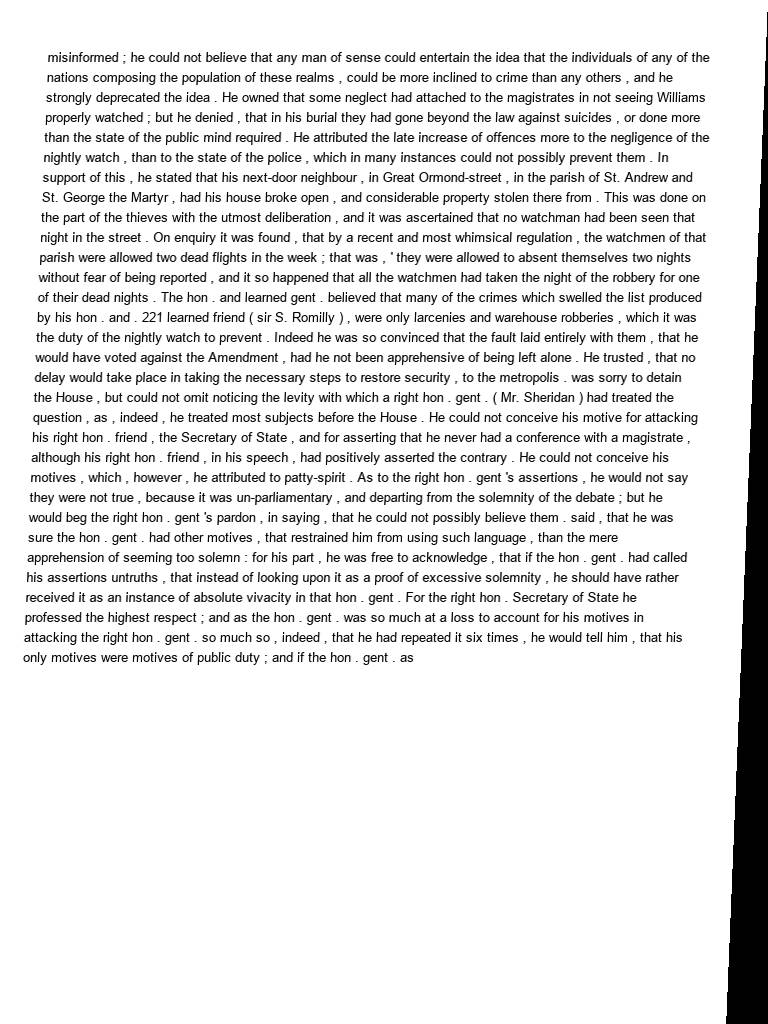 misinformed ; he could not believe that any man of sense could entertain the idea that the individuals of any of the
nations composing the population of these realms , could be more inclined to crime than any others , and he
strongly deprecated the idea . He owned that some neglect had attached to the magistrates in not seeing Williams
properly watched ; but he denied , that in his burial they had gone beyond the law against suicides , or done more
than the state of the public mind required . He attributed the late increase of offences more to the negligence of the
nightly watch , than to the state of the police , which in many instances could not possibly prevent them . In
support of this , he stated that his next-door neighbour , in Great Ormond-street , in the parish of St. Andrew and
St. George the Martyr , had his house broke open , and considerable property stolen there from . This was done on
the part of the thieves with the utmost deliberation , and it was ascertained that no watchman had been seen that
night in the street . On enquiry it was found , that by a recent and most whimsical regulation , the watchmen of that
parish were allowed two dead flights in the week ; that was , ' they were allowed to absent themselves two nights
without fear of being reported , and it so happened that all the watchmen had taken the night of the robbery for one
of their dead nights . The hon . and learned gent . believed that many of the crimes which swelled the list produced
by his hon . and . 221 learned friend ( sir S. Romilly ) , were only larcenies and warehouse robberies , which it was
the duty of the nightly watch to prevent . Indeed he was so convinced that the fault laid entirely with them , that he
would have voted against the Amendment , had he not been apprehensive of being left alone . He trusted , that no
delay would take place in taking the necessary steps to restore security , to the metropolis . was sorry to detain
the House , but could not omit noticing the levity with which a right hon . gent . ( Mr. Sheridan ) had treated the
question , as , indeed , he treated most subjects before the House . He could not conceive his motive for attacking
his right hon . friend , the Secretary of State , and for asserting that he never had a conference with a magistrate ,
although his right hon . friend , in his speech , had positively asserted the contrary . He could not conceive his
motives , which , however , he attributed to patty-spirit . As to the right hon . gent 's assertions , he would not say
they were not true , because it was un-parliamentary , and departing from the solemnity of the debate ; but he
would beg the right hon . gent 's pardon , in saying , that he could not possibly believe them . said , that he was
sure the hon . gent . had other motives , that restrained him from using such language , than the mere
apprehension of seeming too solemn : for his part , he was free to acknowledge , that if the hon . gent . had called
his assertions untruths , that instead of looking upon it as a proof of excessive solemnity , he should have rather
received it as an instance of absolute vivacity in that hon . gent . For the right hon . Secretary of State he
professed the highest respect ; and as the hon . gent . was so much at a loss to account for his motives in
attacking the right hon . gent . so much so , indeed , that he had repeated it six times , he would tell him , that his
only motives were motives of public duty ; and if the hon . gent . as